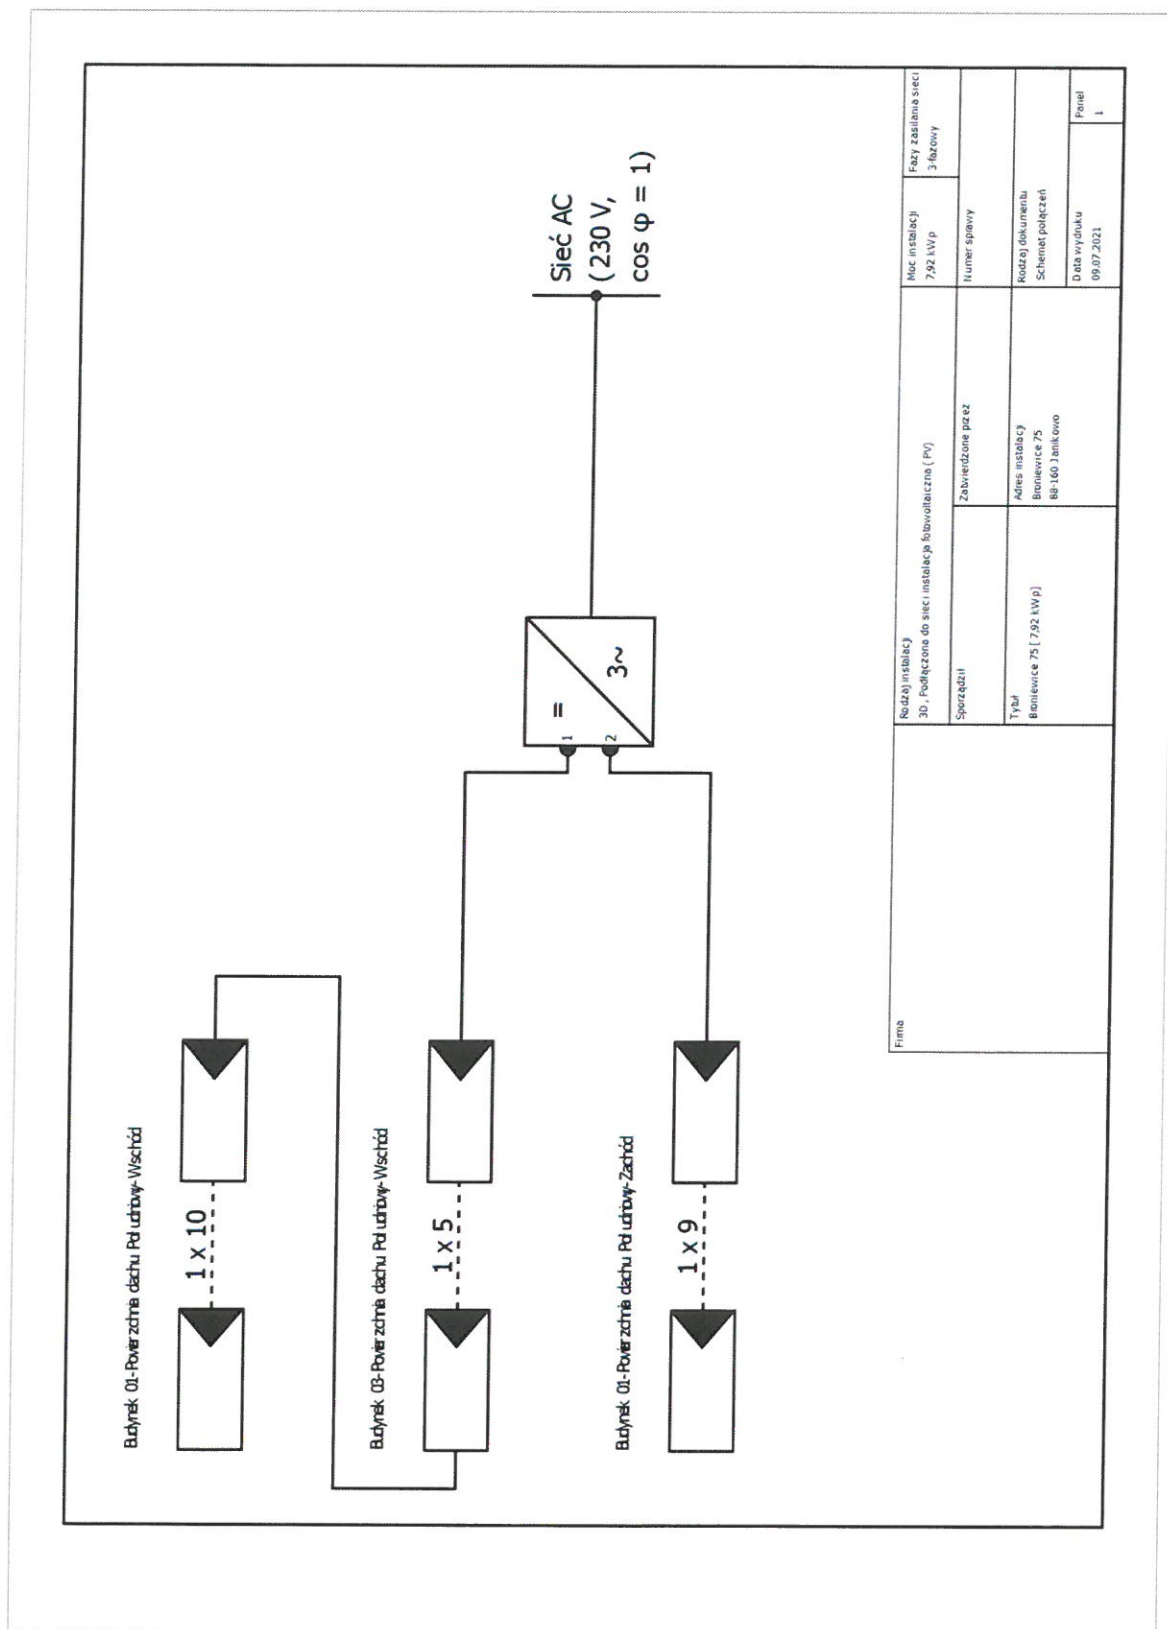 Budynek 01-Powierzchnia dachu Południowy-Wschód
1 x 10
Budynek 03-Powierzchnia dachu Południowy-Wschód
1 x 5
Budynek 01-Powierzchnia dachu Południowy-Zachód
1 x 9
1
2
=
3~
Sieć AC
(230 V,
cos φ = 1)
Firma
Rodzaj instalacji
3D, Podłączona do sieci instalacja fotowoltaiczna (PV)
Moc instalacji
7,92 kWp
Fazy zasilania sieci
3-fazowy
Sporządził
Zatwierdzone przez
Numer sprawy
Tytuł
Broniewice 75 [ 7,92 kWp]
Adres instalacji
Broniewice 75
88-160 Janikowo
Rodzaj dokumentu
Schemat połączeń
Data wydruku
09.07.2021
Panel
1